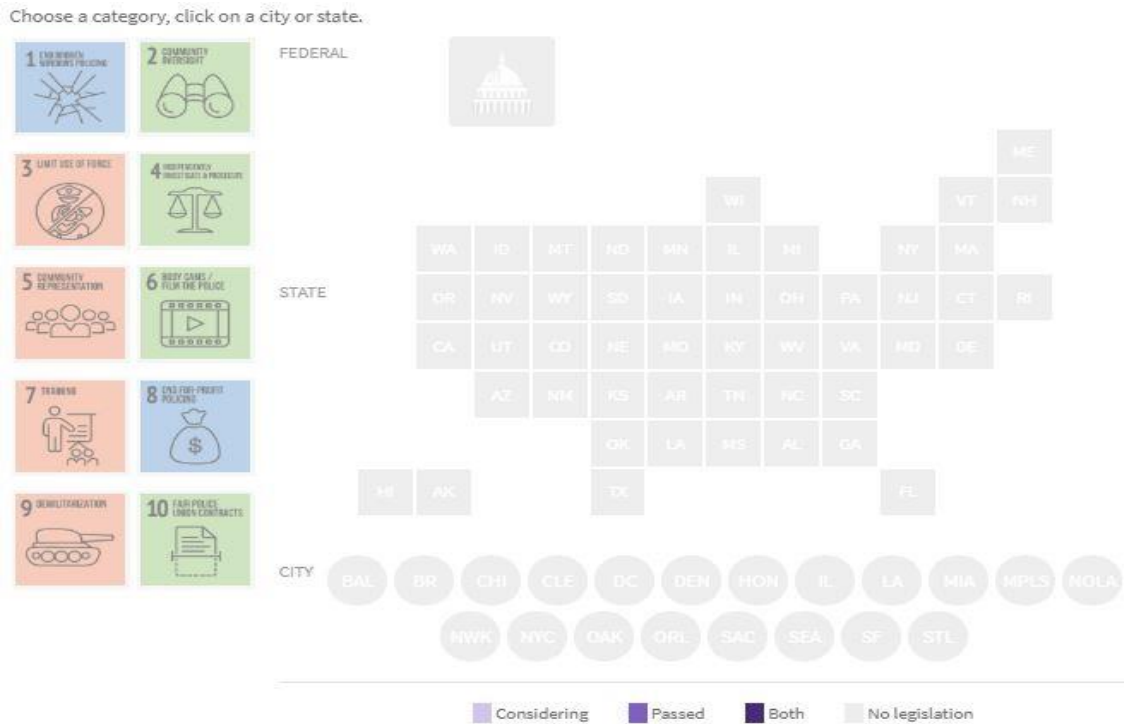 Choose a category, click on a city or state.
1 END BROKEN
WINDOWS POLICING
2 COMMUNITY
OVERSIGHT
3 LIMIT USE OF FORCE
4 INDEPENDENTLY
INVESTIGATE & PROSECUTE
5 COMMUNITY
REPRESENTATION
6 BODY CAMS /
FILM THE POLICE
7 TRAINING
8 END FOR-PROFIT
POLICING
$
9 DEMILITARIZATION
10 FAIR POLICE
UNION CONTRACTS
FEDERAL
STATE
ME
WI VT NH
WA ID MT ND MN IL MI NY MA
OR NV WY SD IA IN OH PA NJ CT RI
CA UT CO NE MO KY WV VA MD DE
AZ NM KS AR TN NC SC
OK LA MS AL GA
HI AK TX FL
CITY
BAL BR CHI CLE DC DEN HON IL LA MIA MPLS NOLA
NWK NYC OAK ORL SAC SEA SF STL
Considering Passed Both No legislation